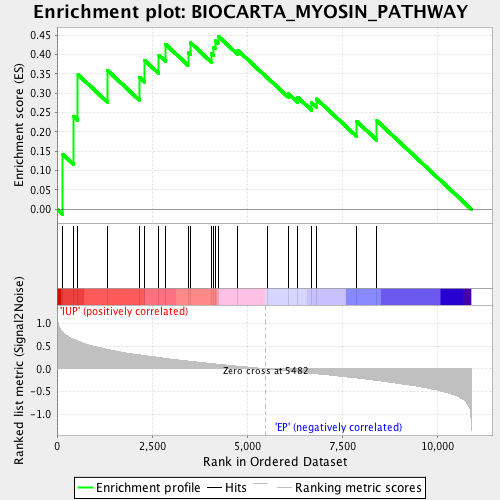 Enrichment plot: BIOCARTA_MYOSIN_PATHWAY
Enrichment score (ES)
0.45
0.40
0.35
0.30
0.25
0.20
0.15
0.10
0.05
0.00
'IUP' (positively correlated)
Ranked list metric (Signal2Noise)
1.0
0.5
0.0
-0.5
-1.0
Zero cross at 5482
'EP' (negatively correlated)
0
2,500
5,000
7,500
10,000
Rank in Ordered Dataset
Enrichment profile
Hits
Ranking metric scores